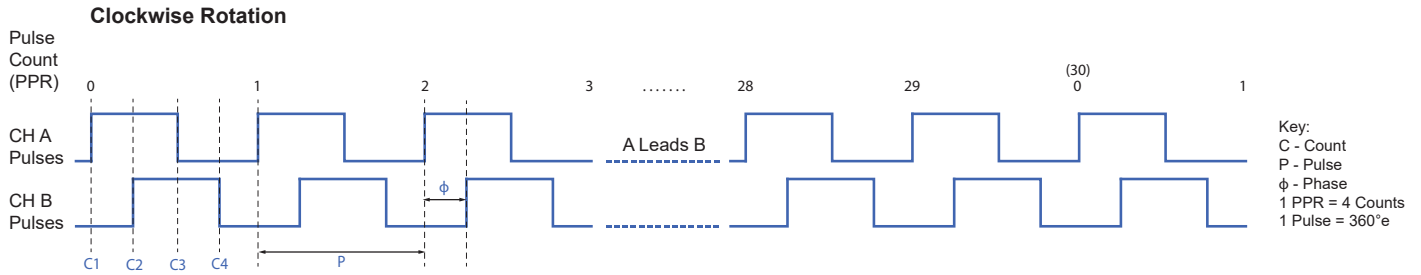 Clockwise Rotation
Pulse
Count
(PPR)
0 1 2 3 ....... 28 29 (30) 0 1
CH A
Pulses
A Leads B
CH B
Pulses
ϕ
C1 C2 C3 C4 P
Key:
C - Count
P - Pulse
ϕ - Phase
1 PPR = 4 Counts
1 Pulse = 360°e